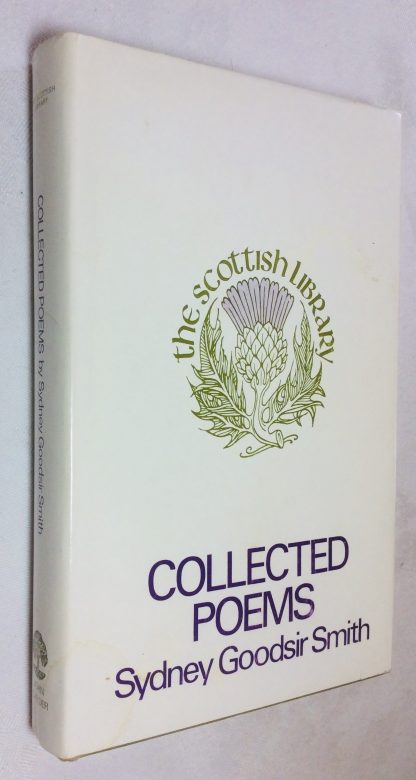 the Scottish Library
COLLECTED
POEMS
Sydney Goodsir Smith
COLLECTED POEMS by Sydney Goodsir Smith